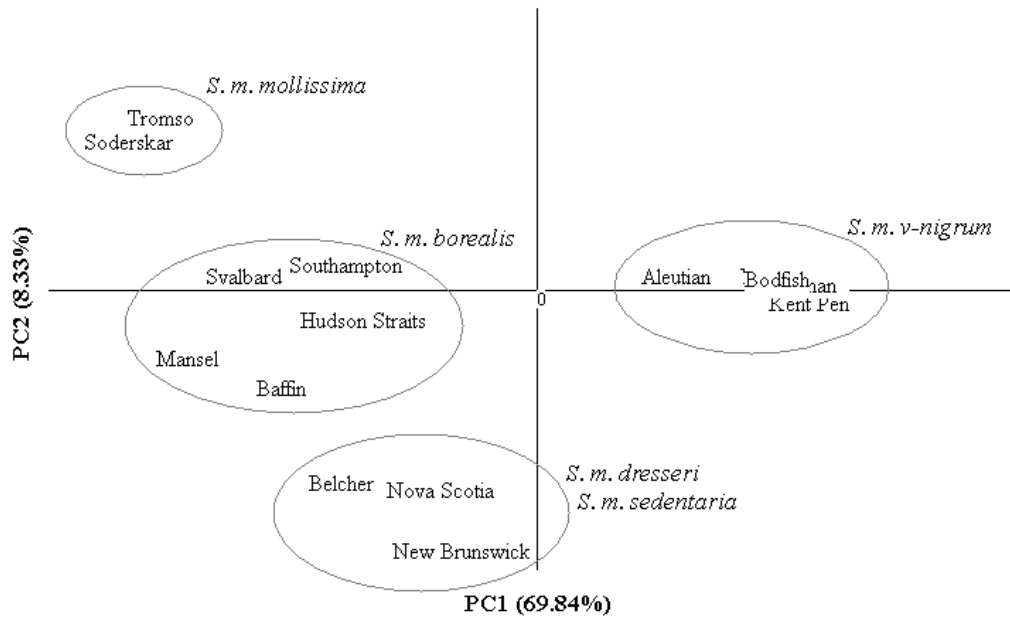 S. m. mollissima
Tromso
Soderskar
S. m. v-nigrum
S. m. borealis
Southampton
Svalbard
Aleutian
Bodfish
0
Kent Pen
Hudson Straits
Mansel
Baffin
PC2 (8.33%)
S. m. dresseri
Belcher
Nova Scotia
S. m. sedentaria
New Brunswick
PC1 (69.84%)